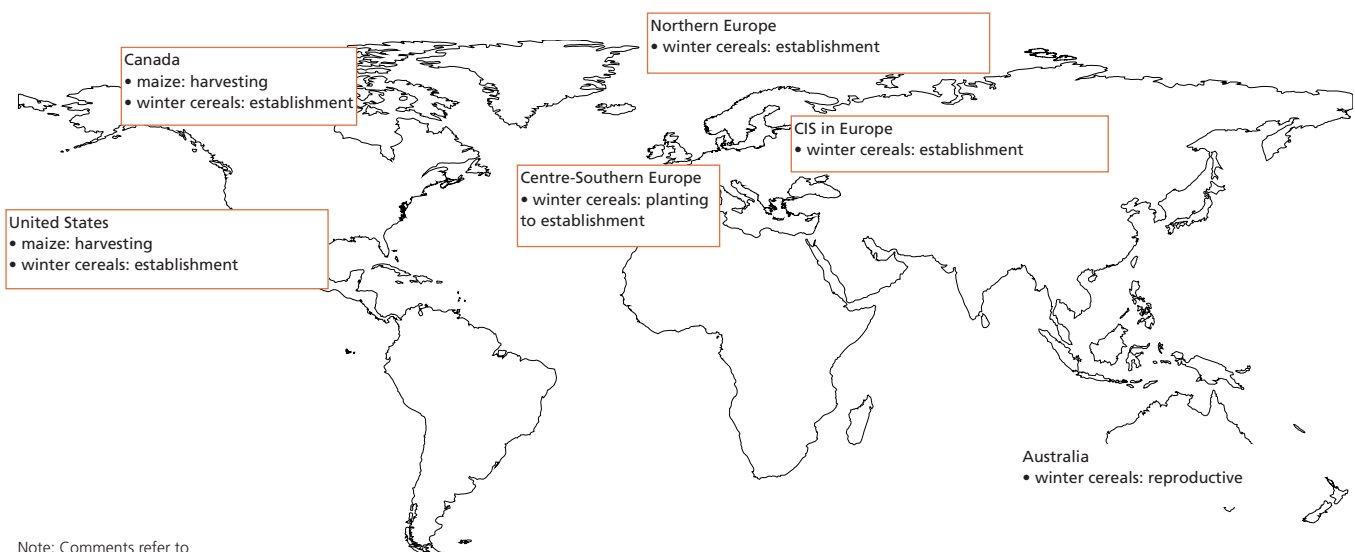 Northern Europe
• winter cereals: establishment
Canada
• maize: harvesting
• winter cereals: establishment
CIS in Europe
• winter cereals: establishment
Centre-Southern Europe
• winter cereals: planting
to establishment
United States
• maize: harvesting
• winter cereals: establishment
Australia
• winter cereals: reproductive
Note: Comments refer to